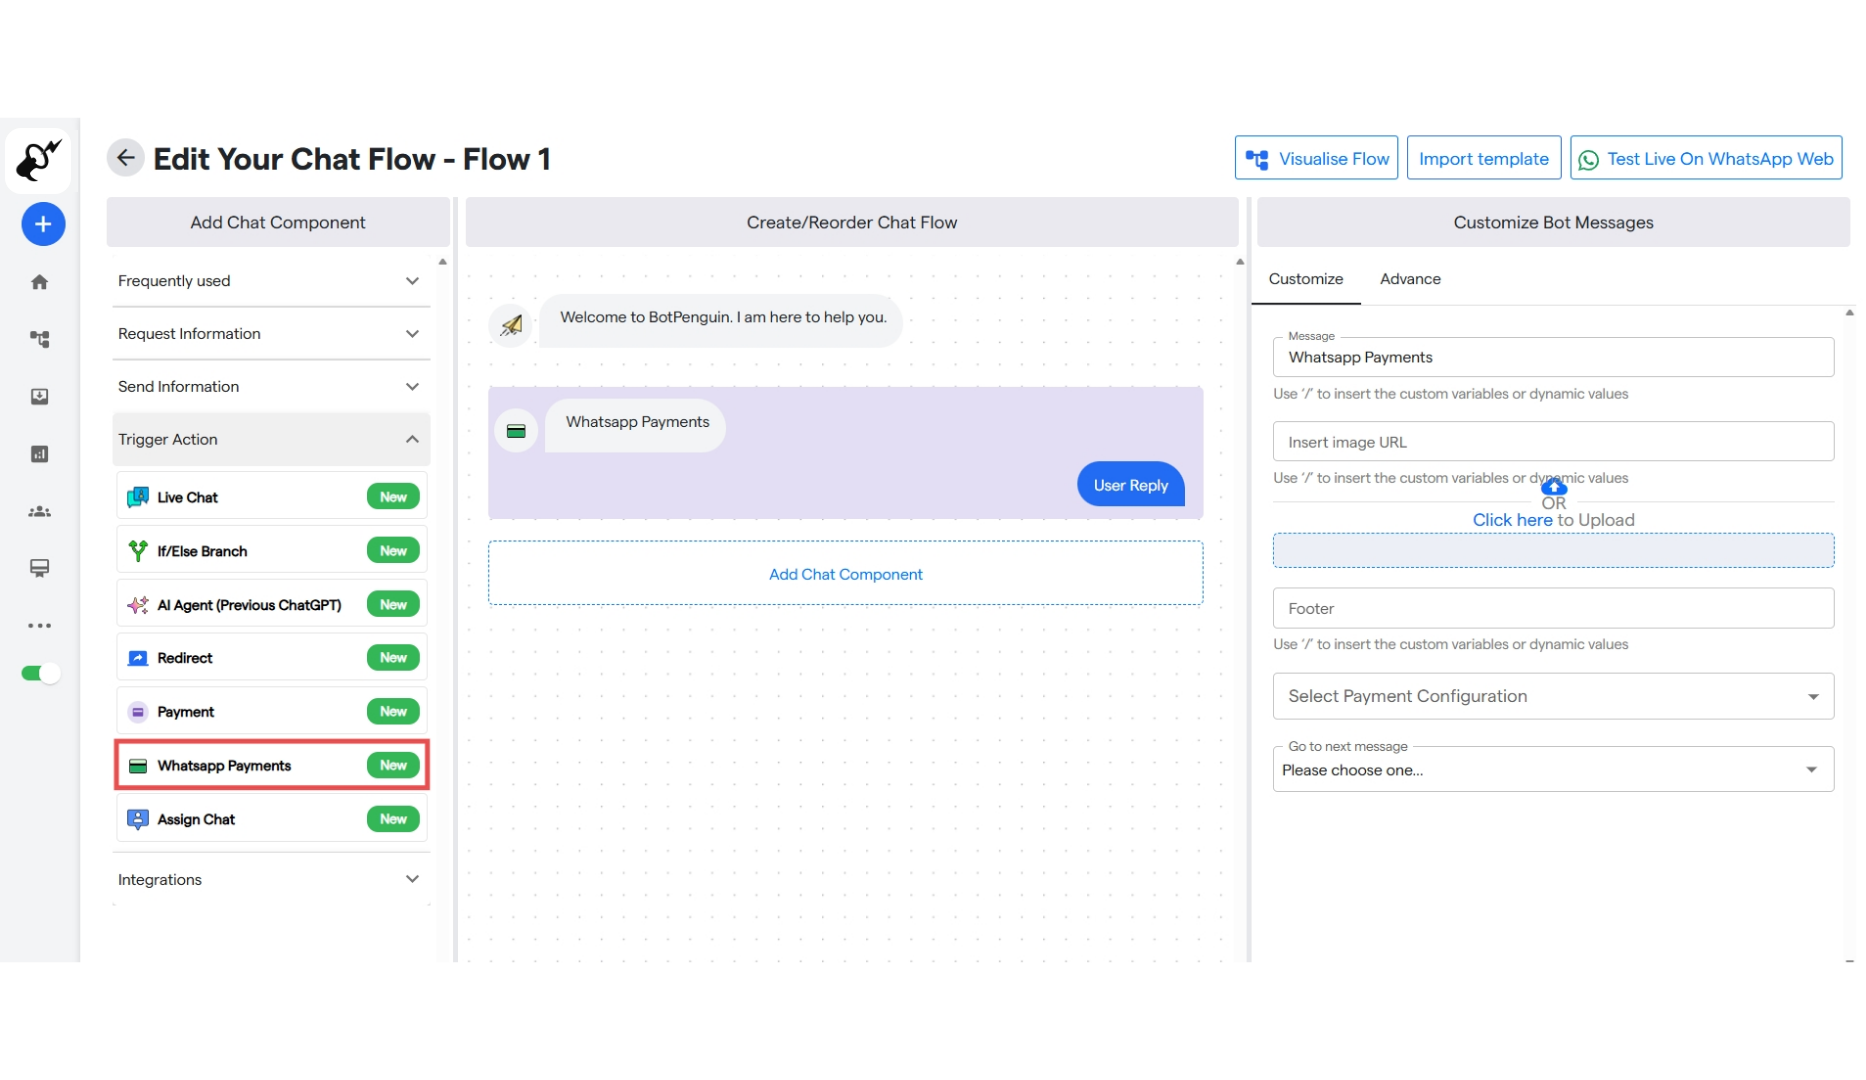 Edit Your Chat Flow - Flow 1
Visualise Flow
Import template
Test Live On WhatsApp Web
Add Chat Component
Create/Reorder Chat Flow
Customize Bot Messages
Frequently used
Request Information
Send Information
Trigger Action
Live Chat New
If/Else Branch New
AI Agent (Previous ChatGPT) New
Redirect New
Payment New
Whatsapp Payments New
Assign Chat New
Integrations
Welcome to BotPenguin. I am here to help you.
Whatsapp Payments
User Reply
Add Chat Component
Customize Advance
Message
Whatsapp Payments
Use '/' to insert the custom variables or dynamic values
Insert image URL
Use '/' to insert the custom variables or dynamic values
OR
Click here to Upload
Footer
Use '/' to insert the custom variables or dynamic values
Select Payment Configuration
Go to next message
Please choose one...